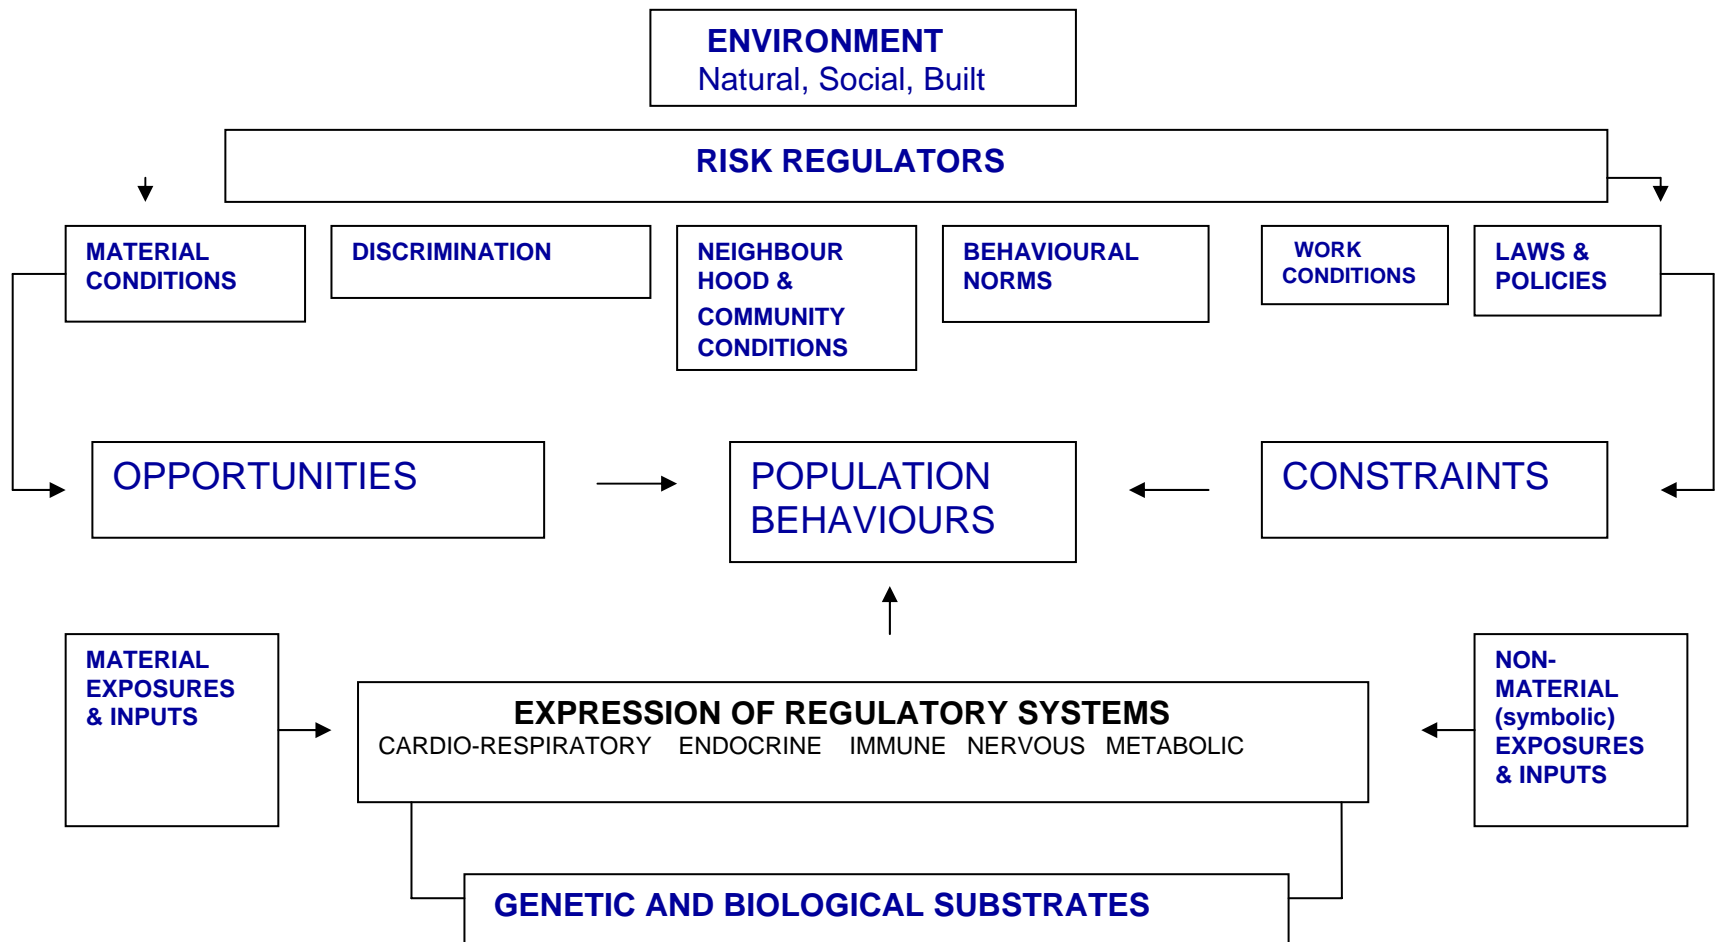 ENVIRONMENT
Natural, Social, Built
RISK REGULATORS
MATERIAL
CONDITIONS
DISCRIMINATION
NEIGHBOUR
HOOD &
COMMUNITY
CONDITIONS
BEHAVIOURAL
NORMS
WORK
CONDITIONS
LAWS &
POLICIES
OPPORTUNITIES
POPULATION
BEHAVIOURS
CONSTRAINTS
MATERIAL
EXPOSURES
& INPUTS
EXPRESSION OF REGULATORY SYSTEMS
CARDIO-RESPIRATORY ENDOCRINE IMMUNE NERVOUS METABOLIC
NON-
MATERIAL
(symbolic)
EXPOSURES
& INPUTS
GENETIC AND BIOLOGICAL SUBSTRATES